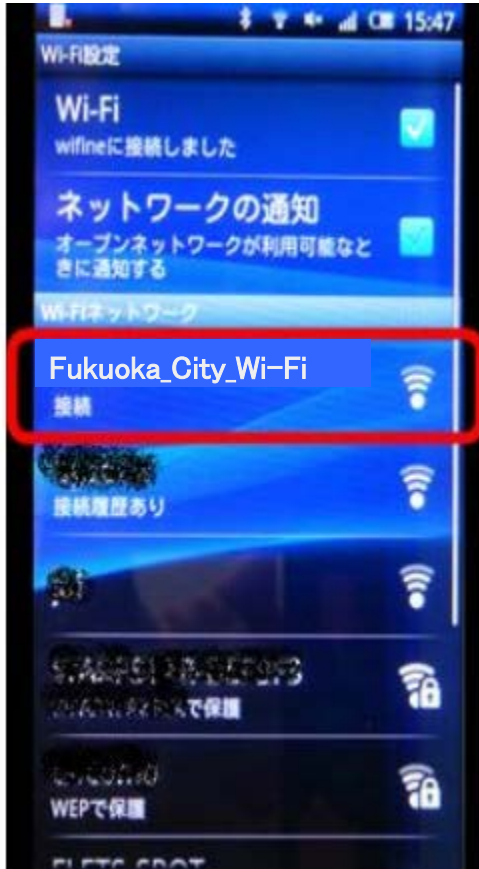 15:47
Wi-Fi設定
Wi-Fi
wifineに接続しました
ネットワークの通知
オープンネットワークが利用可能なと
きに通知する
Wi-Fiネットワーク
Fukuoka_City_Wi-Fi
接続
接続履歴あり
で保護
WEPで保護
FLETS-SPOT